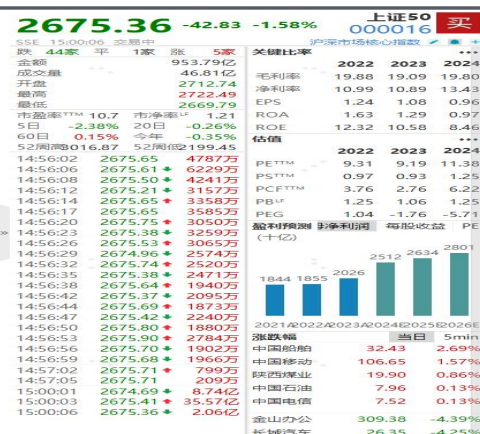 2675.36 -42.83 -1.58%
上证50
000016 买
SSE 15:00:06 交易中
沪深市场核心指数
跌 44家 平 1家 涨 5家
金额 953.79亿
成交量 46.81亿
开盘 2712.74
最高 2722.49
最低 2669.79
市盈率TTM 10.7 市净率LF 1.21
5日 -2.38% 20日 -0.26%
60日 0.15% 今年 -0.35%
52周高3016.87 52周低2199.45
14:56:02 2675.65 4787万
14:56:06 2675.61 6229万
14:56:08 2675.50 4241万
14:56:12 2675.21 3157万
14:56:14 2675.65 3358万
14:56:17 2675.65 3585万
14:56:20 2675.75 3050万
14:56:23 2675.38 3259万
14:56:26 2675.53 3065万
14:56:29 2674.96 2574万
14:56:32 2675.74 2520万
14:56:35 2675.38 2471万
14:56:38 2675.64 1940万
14:56:42 2675.37 2095万
14:56:44 2675.69 1873万
14:56:47 2675.42 2240万
14:56:50 2675.80 1880万
14:56:53 2675.90 2784万
14:56:56 2675.70 1902万
14:56:59 2675.68 1966万
14:57:02 2675.71 799万
14:57:05 2675.71 209万
15:00:01 2674.69 8.74亿
15:00:03 2675.41 35.57亿
15:00:06 2675.36 2.06亿
关键比率
2022 2023 2024
毛利率 19.88 19.09 19.80
净利率 10.99 10.89 13.43
EPS 1.24 1.08 0.96
ROA 1.63 1.29 0.97
ROE 12.32 10.58 8.46
估值
2022 2023 2024
PETTM 9.31 9.19 11.38
PSTTM 0.97 0.93 1.25
PCFTTM 3.76 2.76 6.22
PBLF 1.25 1.06 1.25
PEG 1.04 -1.76 -5.71
盈利预测 净利润 每股收益 PE
(十亿)
1844 1855 2026 2512 2634 2801
2021A 2022A 2023A 2024E 2025E 2026E
涨跌幅 当日 5min
中国船舶 32.43 2.69%
中国移动 106.65 1.57%
陕西煤业 19.90 0.86%
中国石油 7.96 0.13%
中国电信 7.52 0.13%
金山办公 309.38 -4.39%
长城汽车 26.35 -4.25%